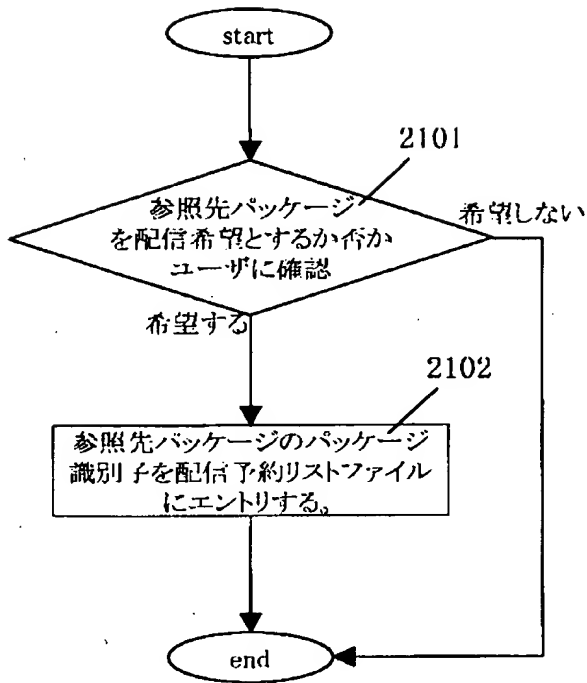 start
2101
参照先パッケージ
を配信希望とするか否か
ユーザに確認
希望しない
希望する
2102
参照先パッケージのパッケージ
識別子を配信予約リストファイル
にエントリする。
end